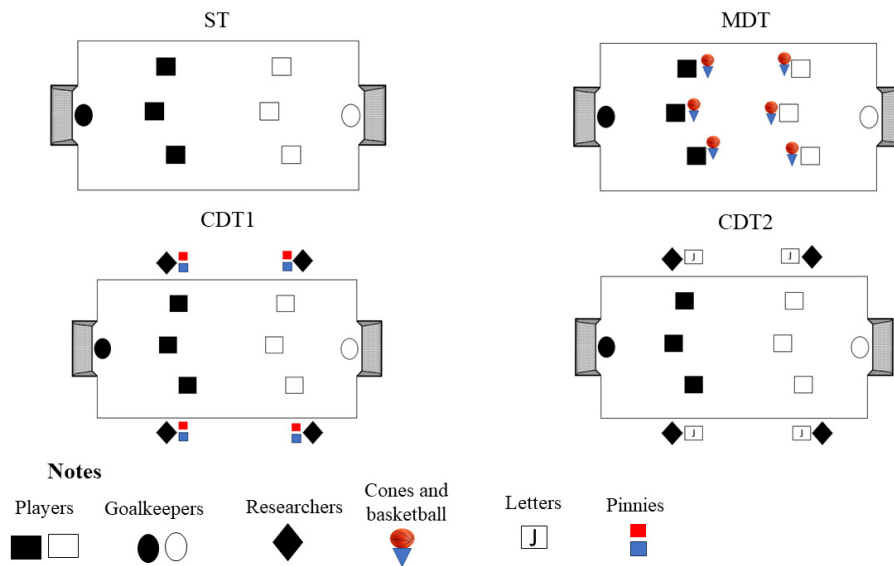 ST
MDT
CDT1
CDT2
J
J
J
J
Notes
Players
Goalkeepers
Researchers
Cones and
basketball
Letters
Pinnies
J